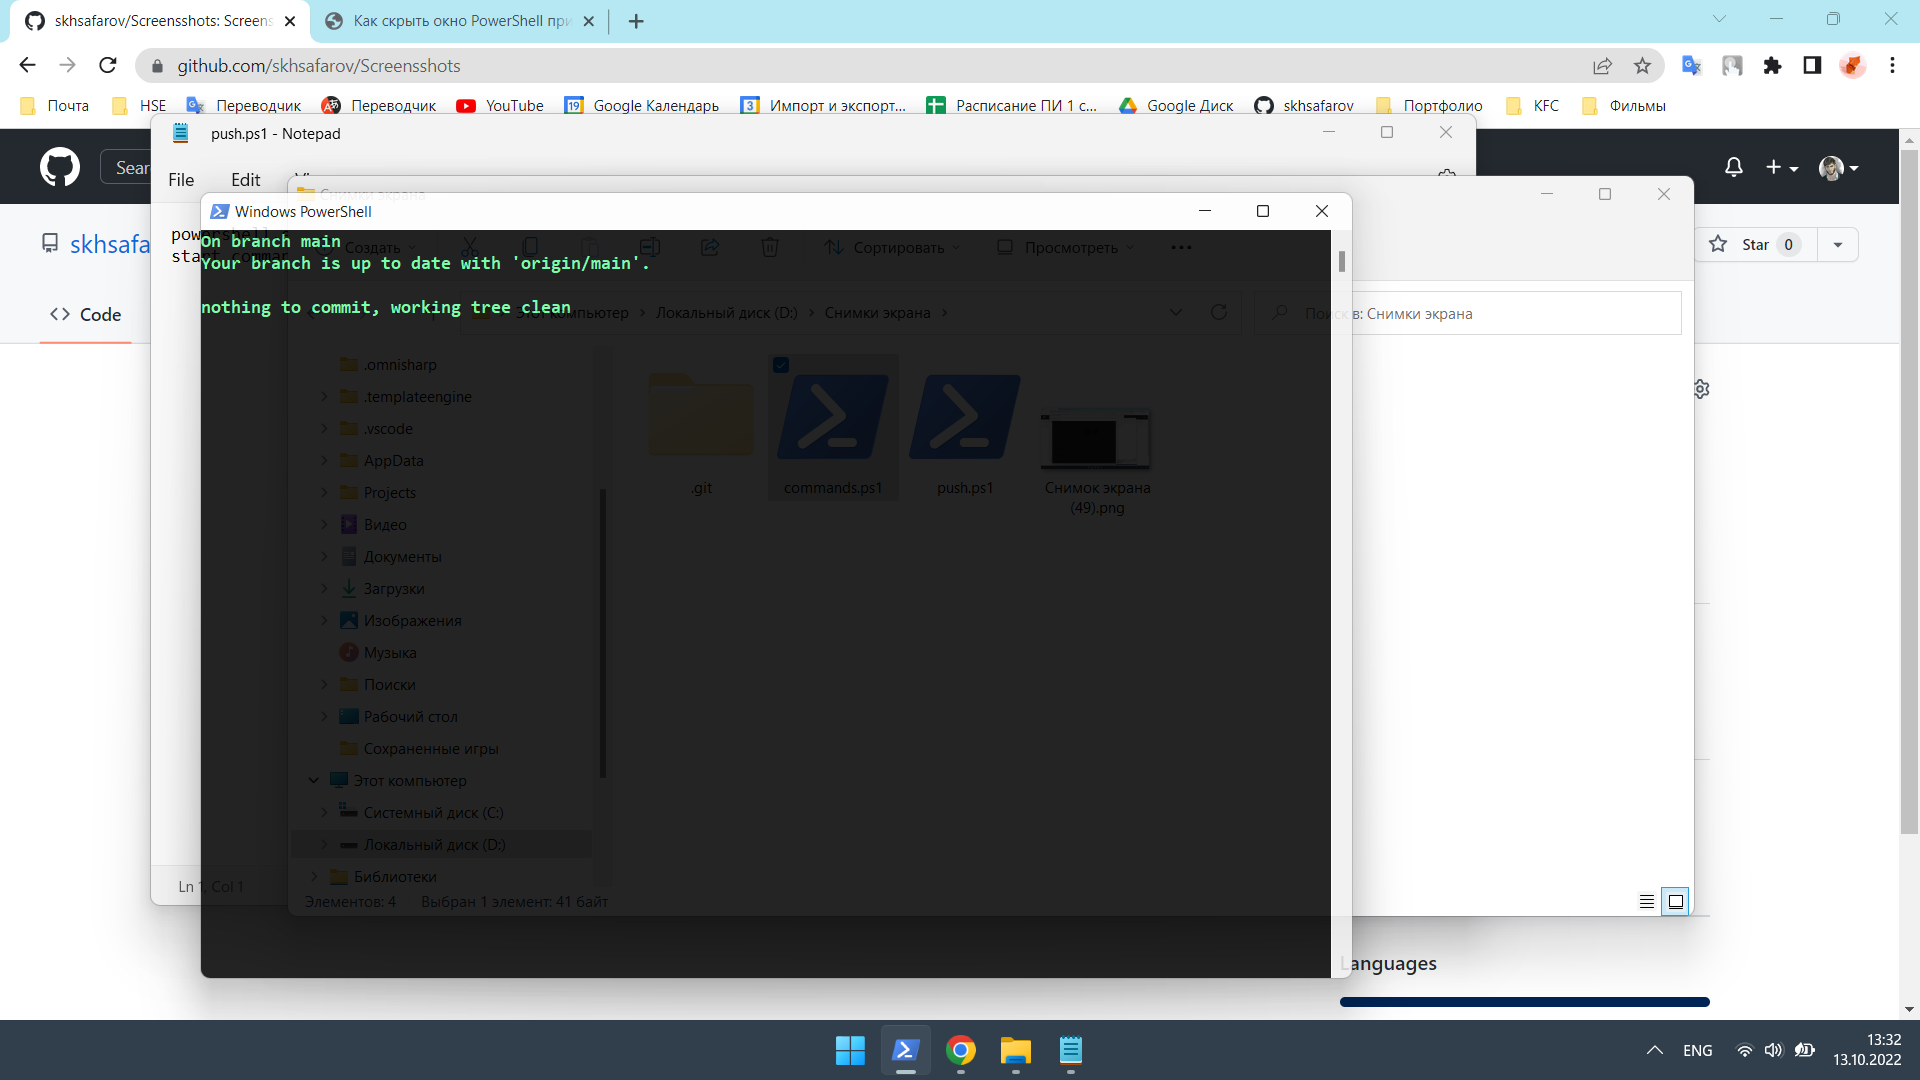 skhsafarov/Screensshots: Screens
Как скрыть окно PowerShell при
github.com/skhsafarov/Screensshots
Почта
HSE
Переводчик
Переводчик
YouTube
19
Google Календарь
3
Импорт и экспорт...
Расписание ПИ 1 с...
Google Диск
skhsafarov
Портфолио
KFC
Фильмы
push.ps1 - Notepad
File
Edit
Снимки экрана
Windows PowerShell
On branch main
Your branch is up to date with 'origin/main'.
nothing to commit, working tree clean
Создать
Сортировать
Просмотреть
Этот компьютер
Локальный диск (D:)
Снимки экрана
Поиск в: Снимки экрана
.omnisharp
.templateengine
.vscode
AppData
Projects
Видео
Документы
Загрузки
Изображения
Музыка
Поиски
Рабочий стол
Сохраненные игры
Этот компьютер
Системный диск (C:)
Локальный диск (D:)
Библиотеки
.git
commands.ps1
push.ps1
Снимок экрана
(49).png
Элементов: 4
Выбран 1 элемент: 41 байт
Ln 1, Col 1
Code
Star
0
Languages
ENG
13:32
13.10.2022